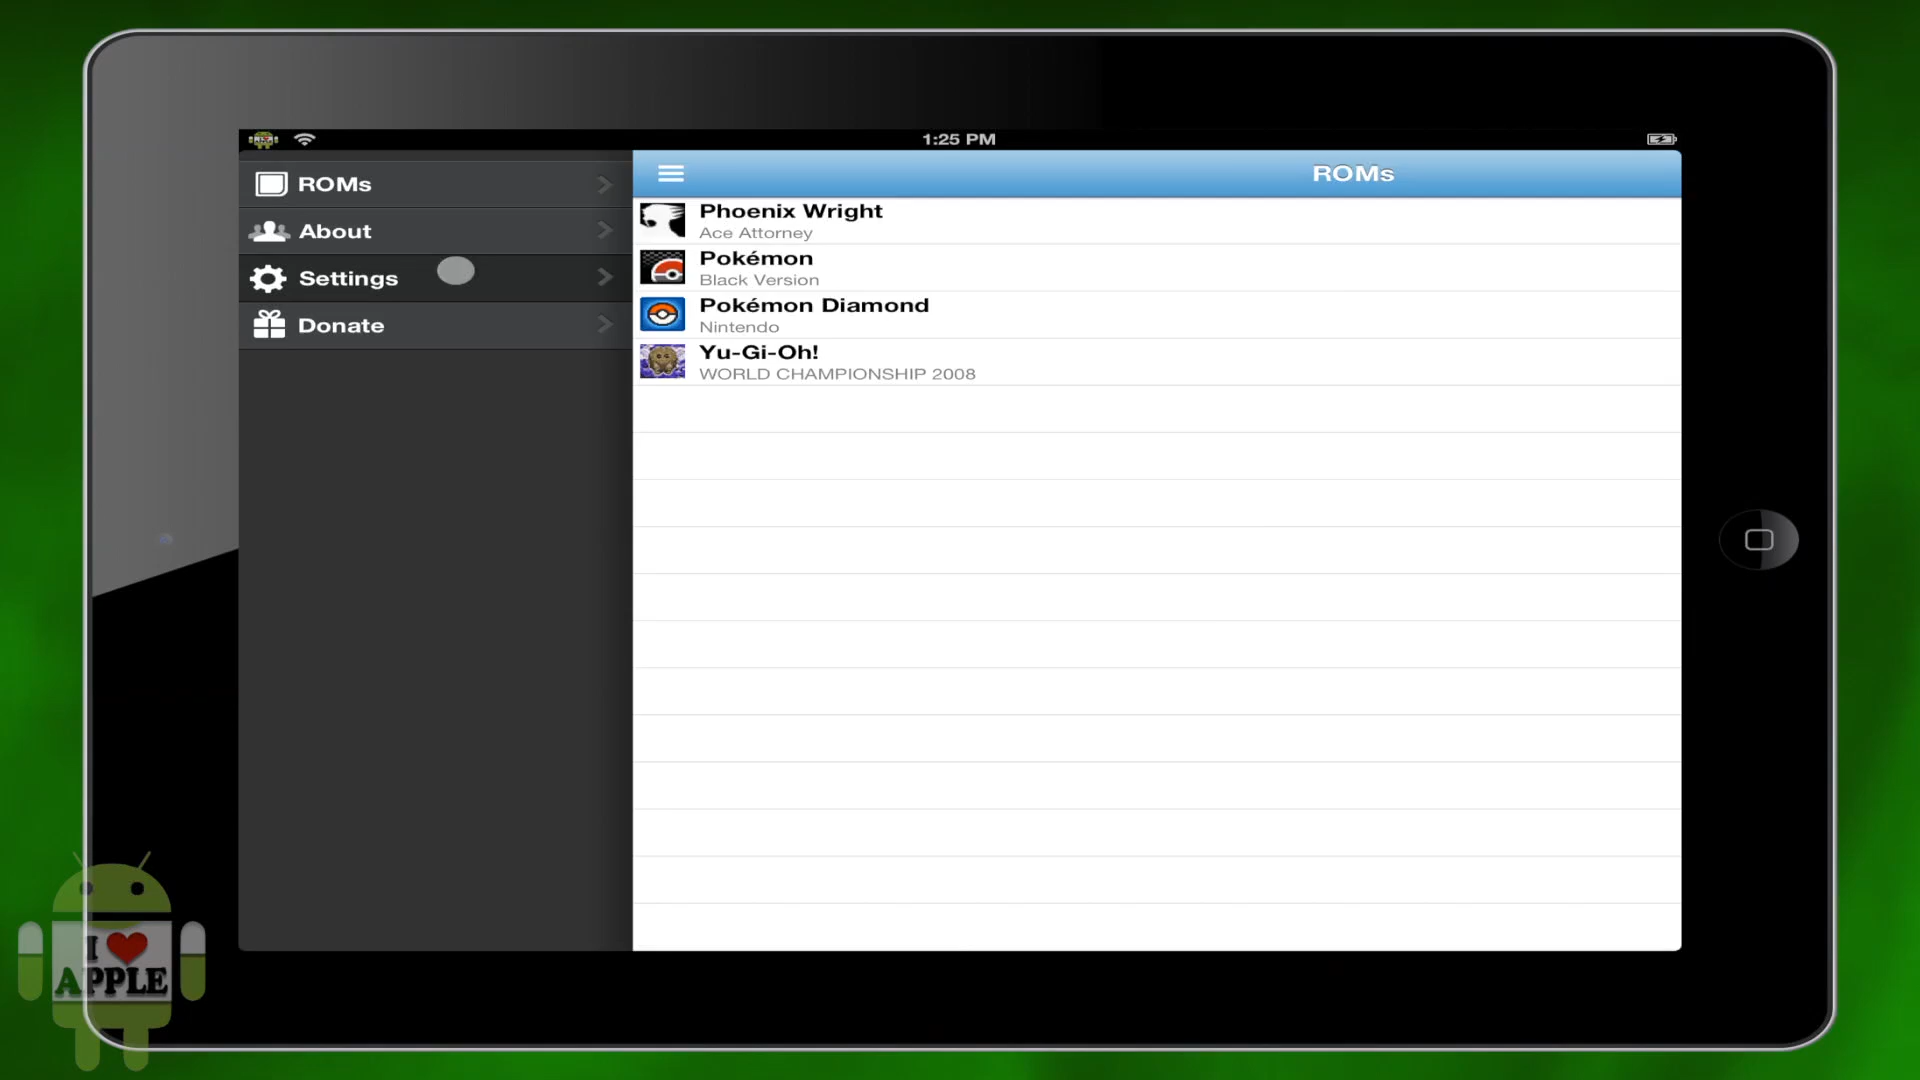 1:25 PM
ROMs
About
Settings
Donate
ROMs
Phoenix Wright
Ace Attorney
Pokémon
Black Version
Pokémon Diamond
Nintendo
Yu-Gi-Oh!
WORLD CHAMPIONSHIP 2008
I
APPLE